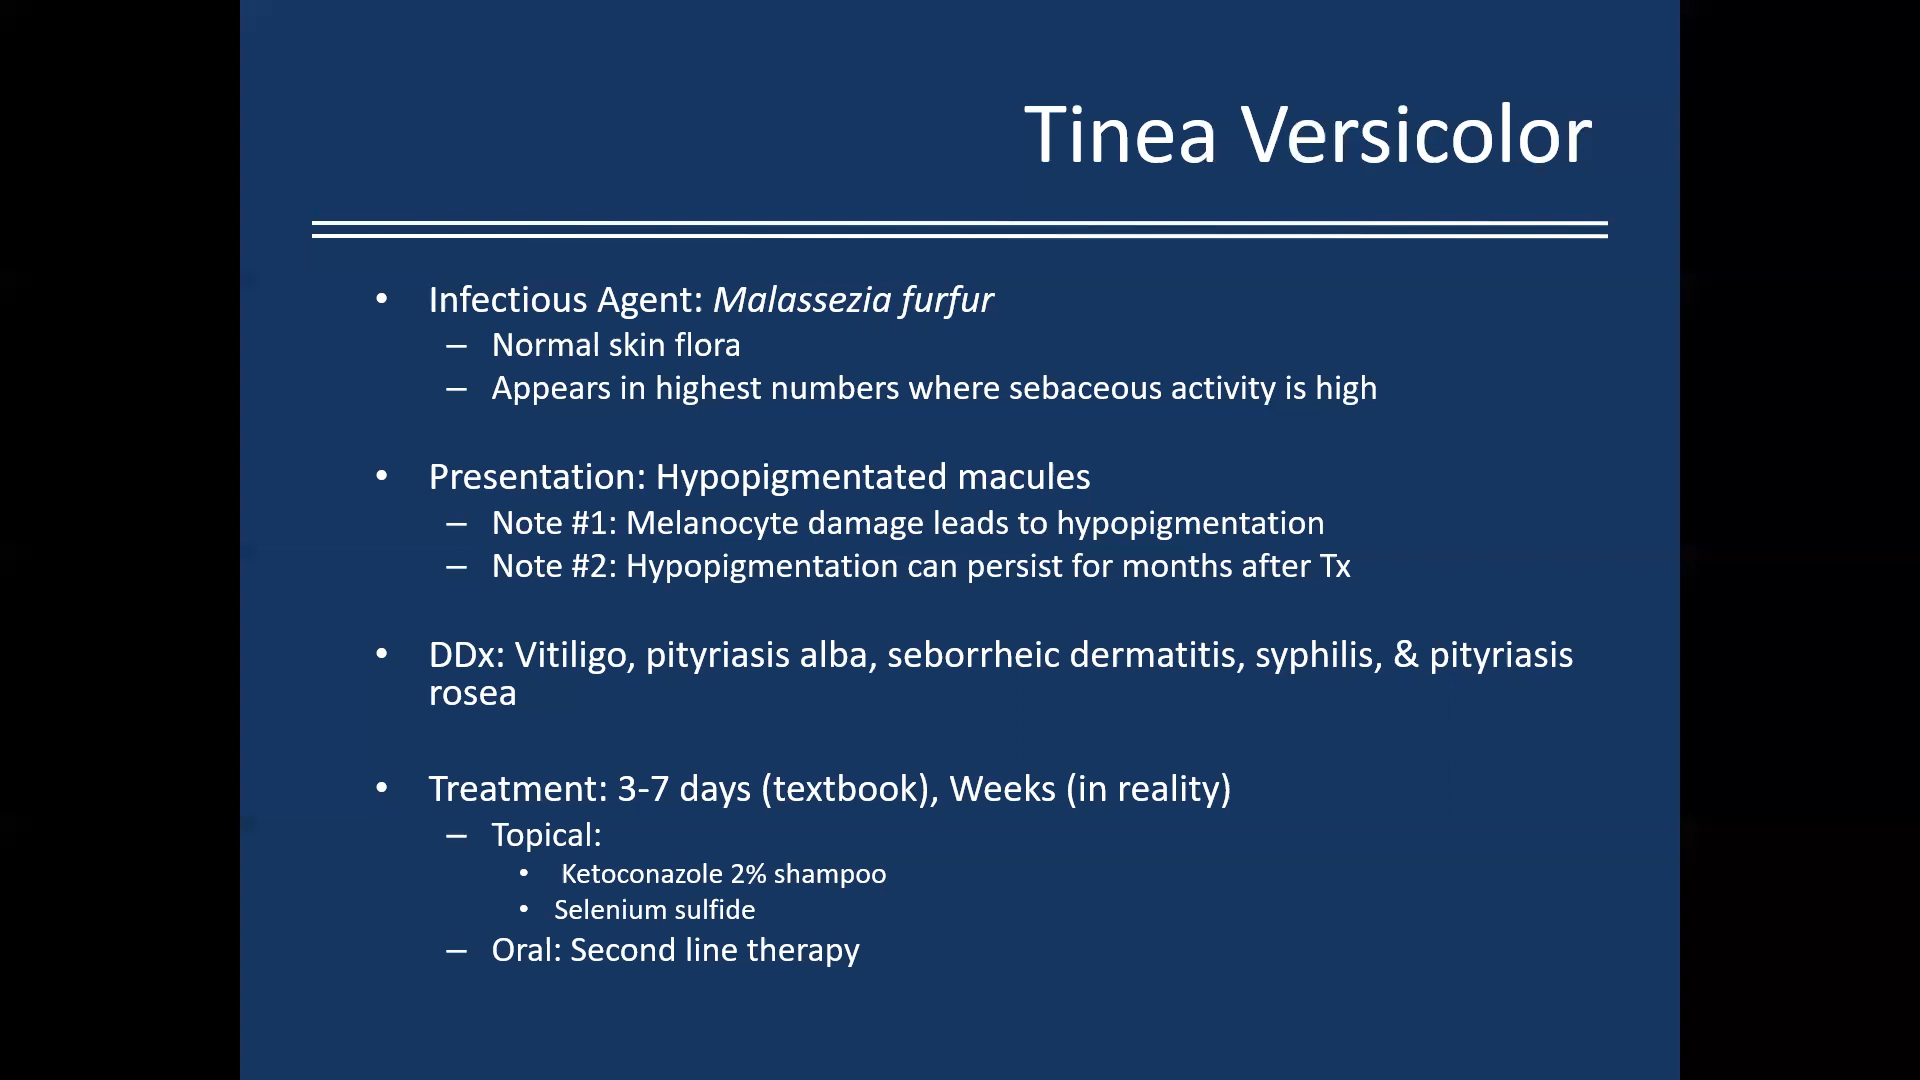 Tinea Versicolor
• Infectious Agent: Malassezia furfur
– Normal skin flora
– Appears in highest numbers where sebaceous activity is high
• Presentation: Hypopigmentated macules
– Note #1: Melanocyte damage leads to hypopigmentation
– Note #2: Hypopigmentation can persist for months after Tx
• DDx: Vitiligo, pityriasis alba, seborrheic dermatitis, syphilis, & pityriasis
rosea
• Treatment: 3-7 days (textbook), Weeks (in reality)
– Topical:
• Ketoconazole 2% shampoo
• Selenium sulfide
– Oral: Second line therapy